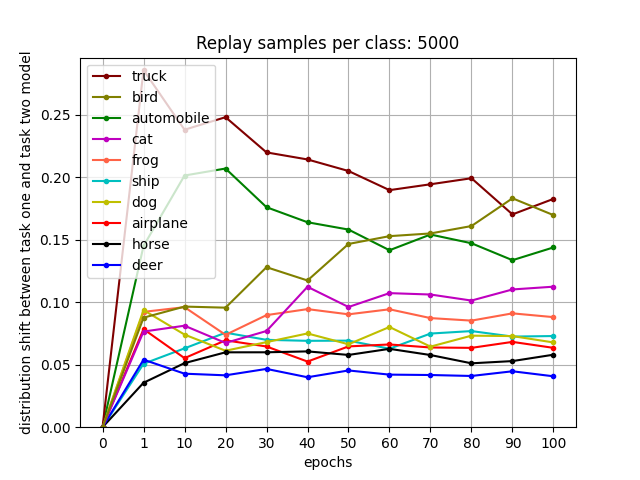 Replay samples per class: 5000
distribution shift between task one and task two model
0.25
0.20
0.15
0.10
0.05
0.00
truck
bird
automobile
cat
frog
ship
dog
airplane
horse
deer
0 1 10 20 30 40 50 60 70 80 90 100
epochs